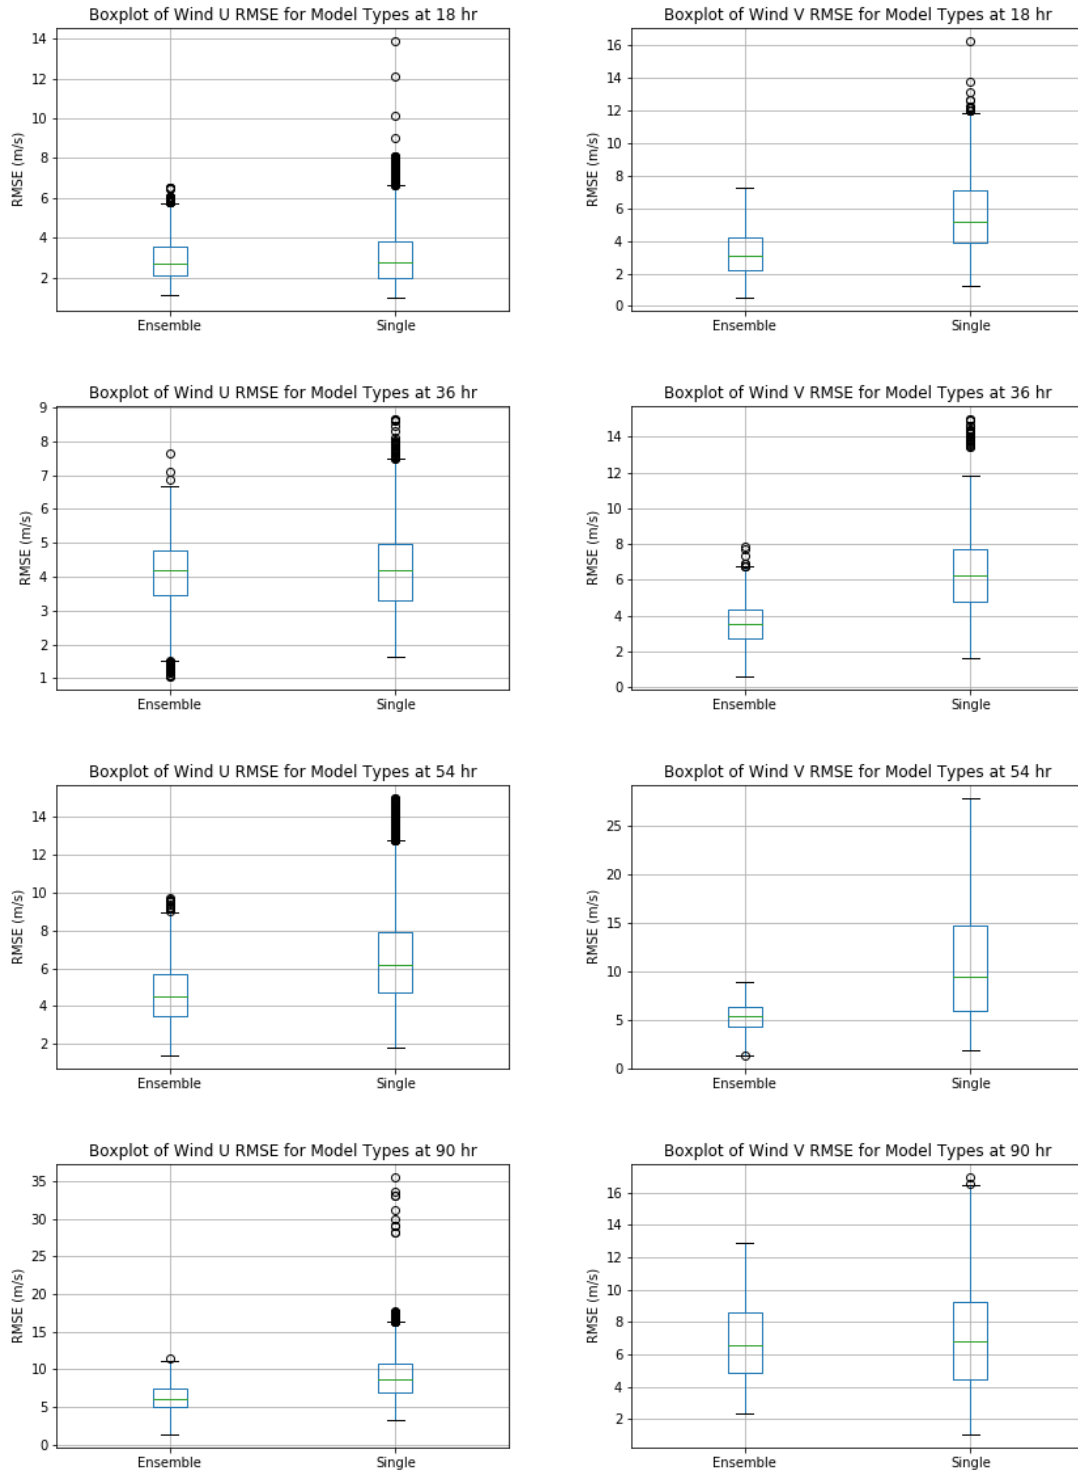 Boxplot of Wind U RMSE for Model Types at 18 hr
14
12
10
8
6
4
2
RMSE (m/s)
Ensemble Single
Boxplot of Wind V RMSE for Model Types at 18 hr
16
14
12
10
8
6
4
2
0
RMSE (m/s)
Ensemble Single
Boxplot of Wind U RMSE for Model Types at 36 hr
9
8
7
6
5
4
3
2
1
RMSE (m/s)
Ensemble Single
Boxplot of Wind V RMSE for Model Types at 36 hr
14
12
10
8
6
4
2
0
RMSE (m/s)
Ensemble Single
Boxplot of Wind U RMSE for Model Types at 54 hr
14
12
10
8
6
4
2
RMSE (m/s)
Ensemble Single
Boxplot of Wind V RMSE for Model Types at 54 hr
25
20
15
10
5
0
RMSE (m/s)
Ensemble Single
Boxplot of Wind U RMSE for Model Types at 90 hr
35
30
25
20
15
10
5
0
RMSE (m/s)
Ensemble Single
Boxplot of Wind V RMSE for Model Types at 90 hr
16
14
12
10
8
6
4
2
RMSE (m/s)
Ensemble Single